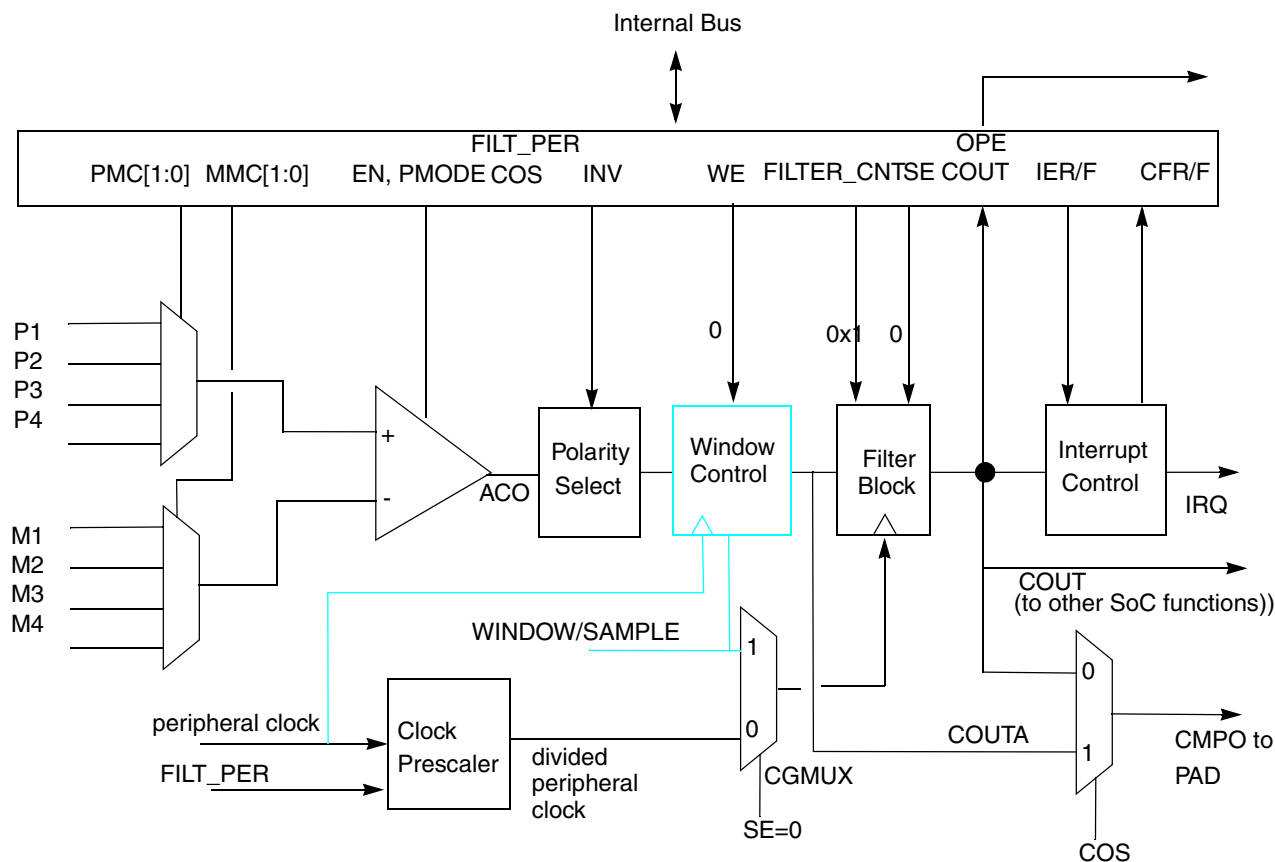 Internal Bus
FILT_PER
OPE
PMC[1:0] MMC[1:0] EN, PMODE COS INV WE FILTER_CNT SE COUT IER/F CFR/F
P1
P2
P3
P4
0
0x1
0
+
-
ACO
Polarity
Select
Window
Control
Filter
Block
Interrupt
Control
IRQ
M1
M2
M3
M4
COUT
(to other SoC functions))
WINDOW/SAMPLE
1
0
0
1
peripheral clock
FILT_PER
Clock
Prescaler
divided
peripheral
clock
CGMUX
SE=0
COUTA
CMPO to
PAD
COS